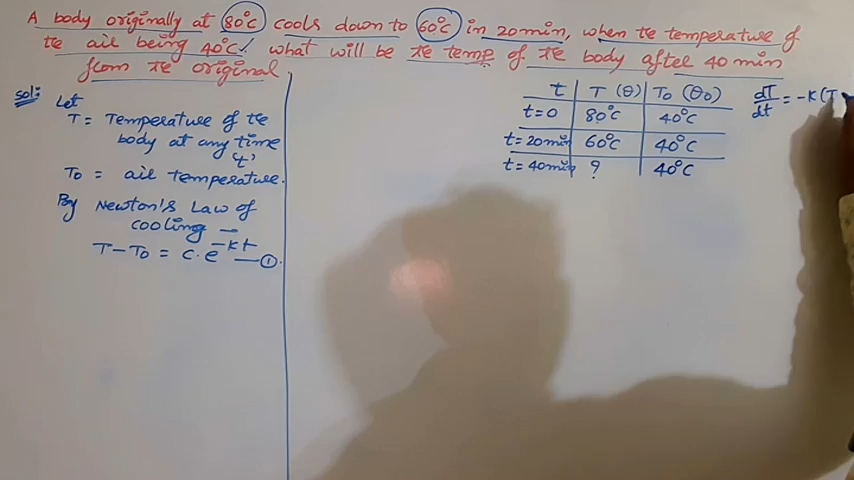 A body originally at 80°C cools down to 60°C in 20min, when te temperature of
te air being 40°C. what will be te temp of te body after 40 min
from te original
Sol:
Let
T = Temperature of te
body at any time
't'
To = air temperature.
By Newton's Law of
cooling –
T-To = c.e^-kt —①.
t T (θ) To (θo)
t=0 80°C 40°C
t=20min 60°C 40°C
t=40min ? 40°C
dT/dt = -K(T